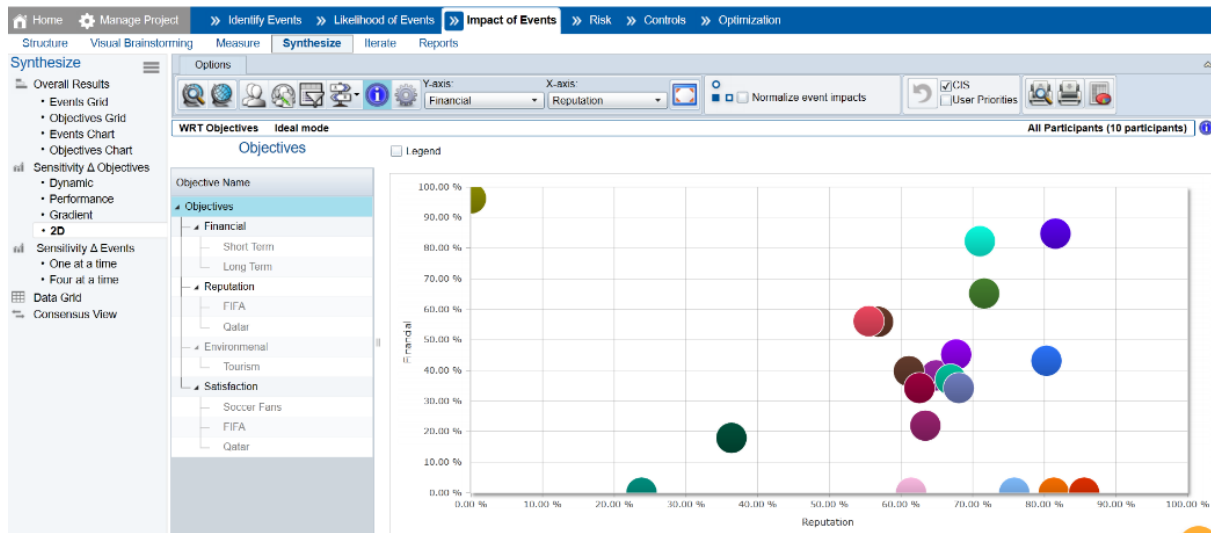 Home Manage Project Identify Events Likelihood of Events Impact of Events Risk Controls Optimization
Structure Visual Brainstorming Measure Synthesize Iterate Reports
Synthesize
Overall Results
• Events Grid
• Objectives Grid
• Events Chart
• Objectives Chart
Sensitivity Δ Objectives
• Dynamic
• Performance
• Gradient
• 2D
Sensitivity Δ Events
• One at a time
• Four at a time
Data Grid
Consensus View
Options
Y-axis: X-axis:
Financial Reputation
Normalize event impacts
CIS
User Priorities
WRT Objectives Ideal mode All Participants (10 participants)
Objectives
Objective Name
Objectives
Financial
Short Term
Long Term
Reputation
FIFA
Qatar
Environmenal
Tourism
Satisfaction
Soccer Fans
FIFA
Qatar
Legend
100.00 %
90.00 %
80.00 %
70.00 %
60.00 %
50.00 %
40.00 %
30.00 %
20.00 %
10.00 %
0.00 %
Financial
0.00 % 10.00 % 20.00 % 30.00 % 40.00 % 50.00 % 60.00 % 70.00 % 80.00 % 90.00 % 100.00 %
Reputation